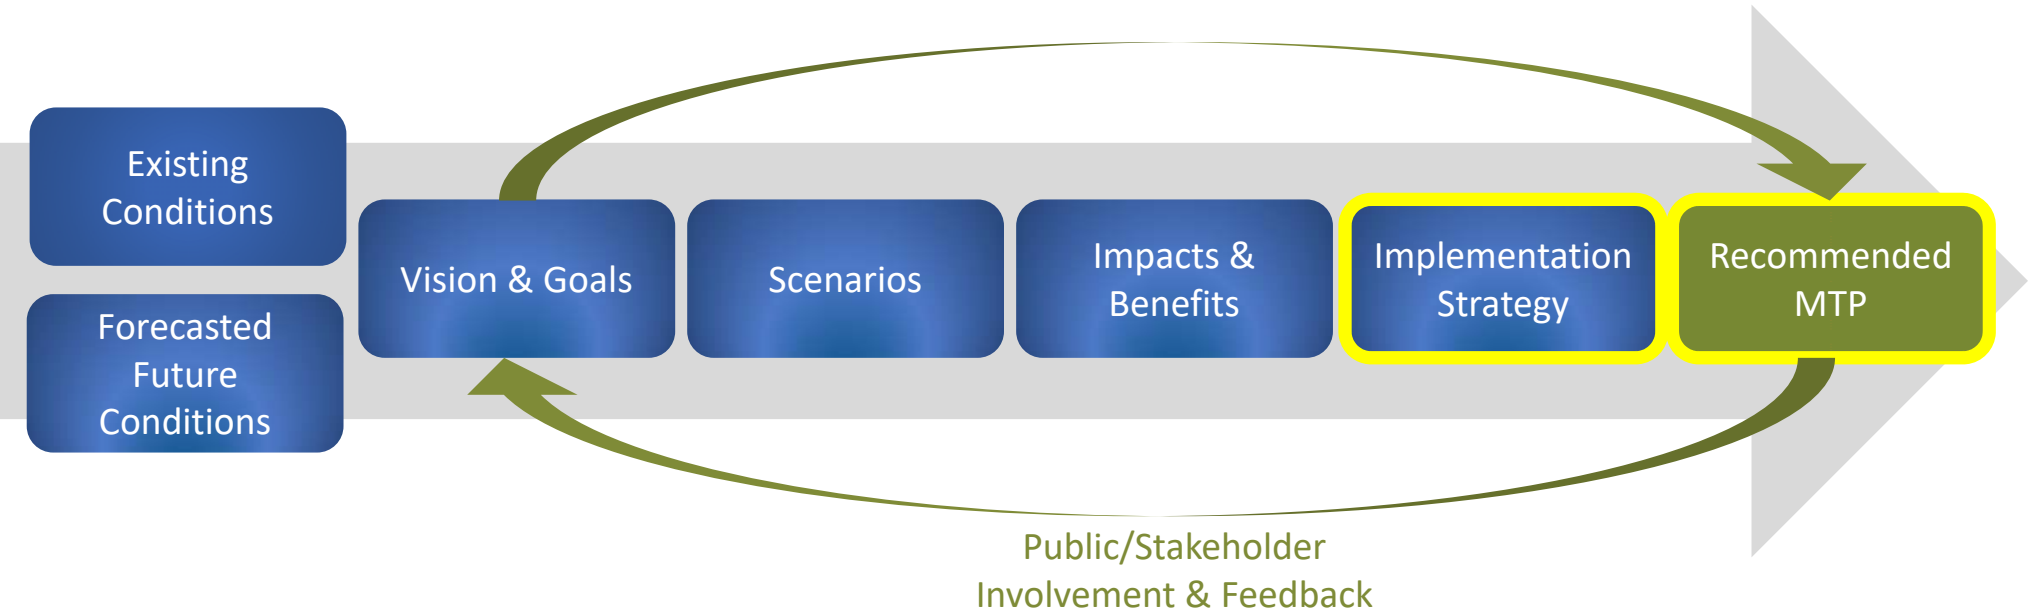 Existing
Conditions
Forecasted
Future
Conditions
Vision & Goals
Scenarios
Impacts &
Benefits
Implementation
Strategy
Recommended
MTP
Public/Stakeholder
Involvement & Feedback